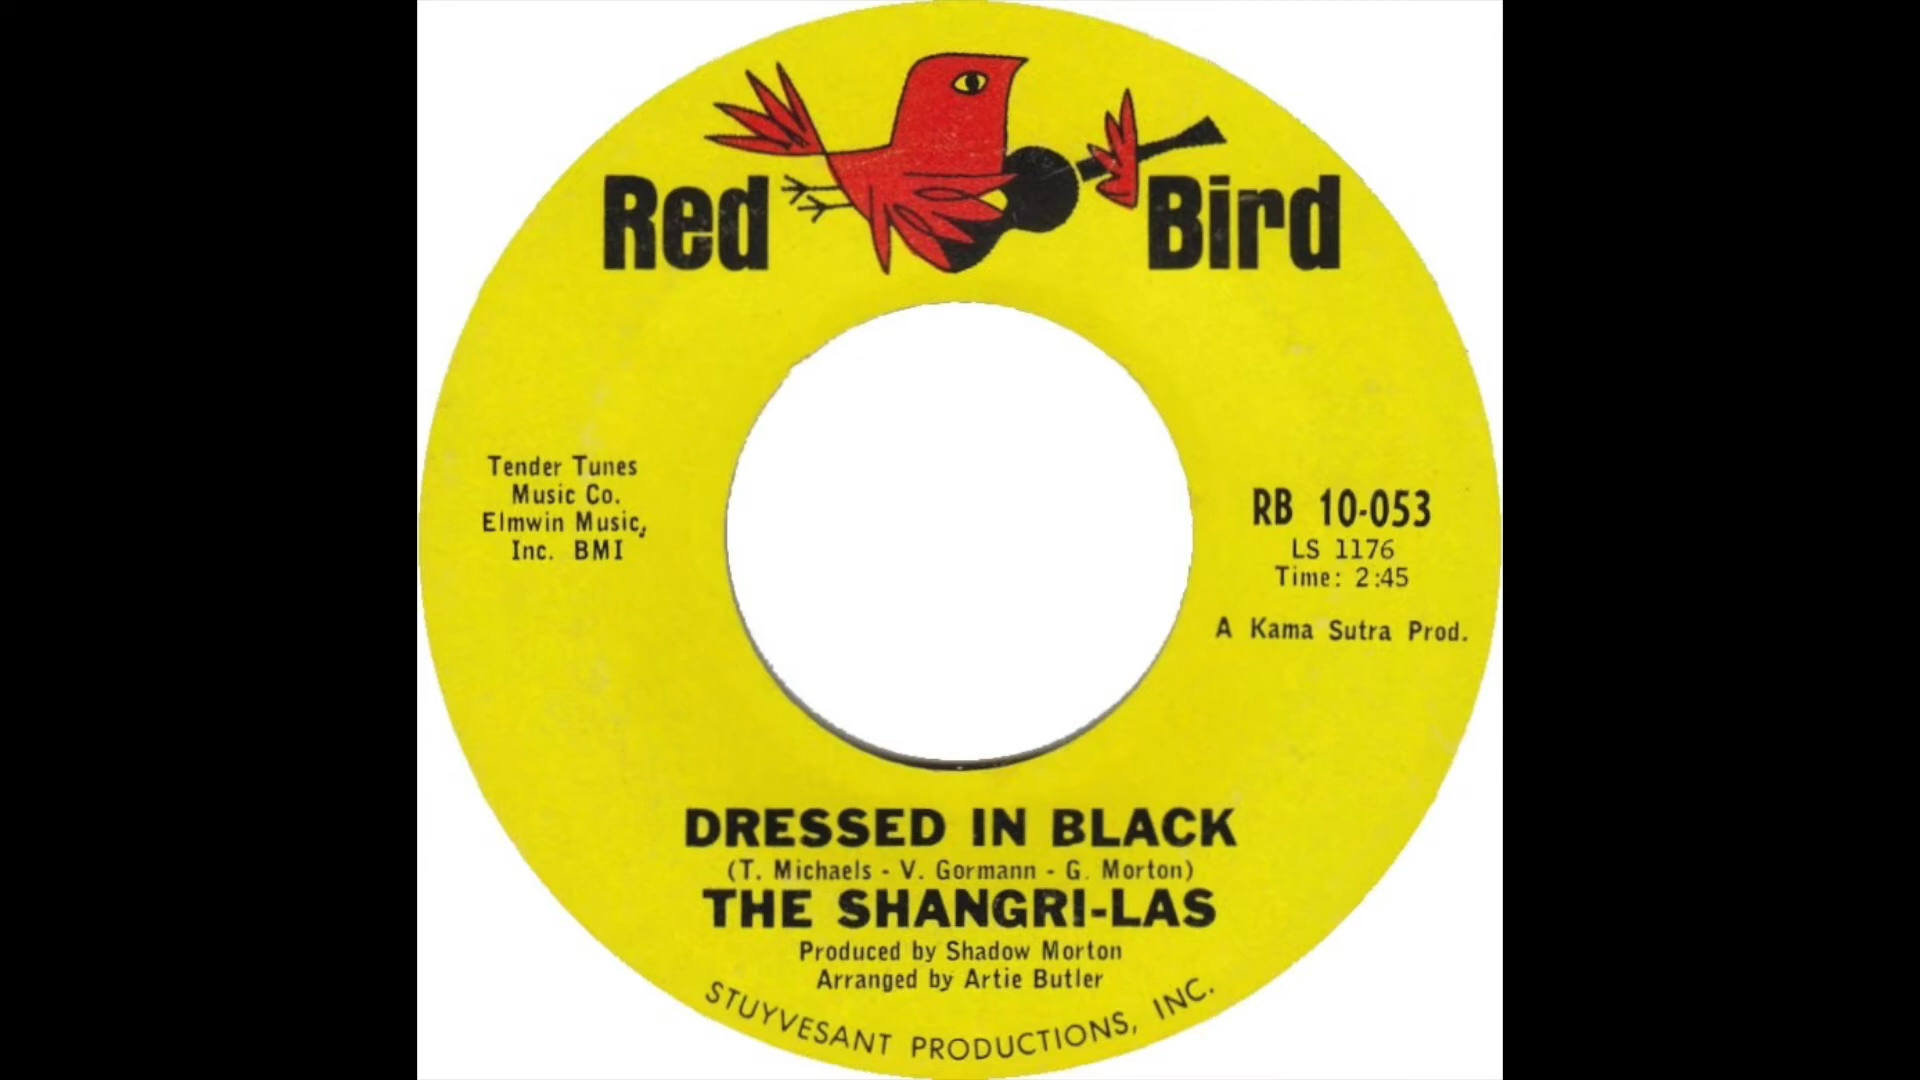 Red Bird
Tender Tunes
Music Co.
Elmwin Music,
Inc. BMI
RB 10-053
LS 1176
Time: 2:45
A Kama Sutra Prod.
DRESSED IN BLACK
(T. Michaels - V. Gormann - G. Morton)
THE SHANGRI-LAS
Produced by Shadow Morton
Arranged by Artie Butler
STUYVESANT PRODUCTIONS, INC.